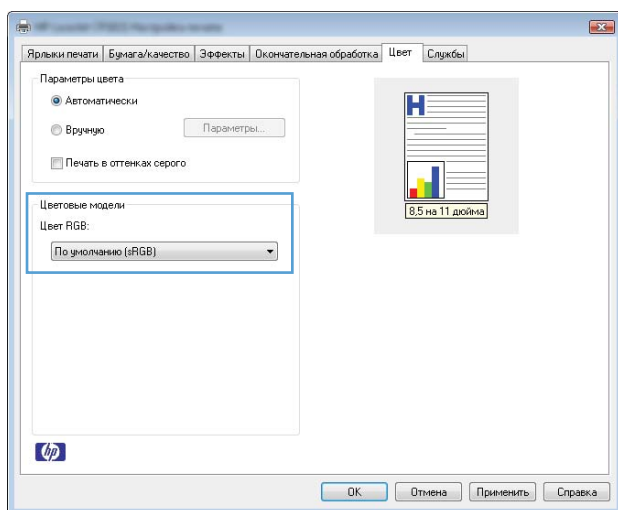 Ярлыки печати Бумага/качество Эффекты Окончательная обработка Цвет Службы
Параметры цвета
Автоматически
Вручную Параметры...
Печать в оттенках серого
Цветовые модели
Цвет RGB:
По умолчанию (sRGB)
H
8,5 на 11 дюйма
hp
OK Отмена Применить Справка